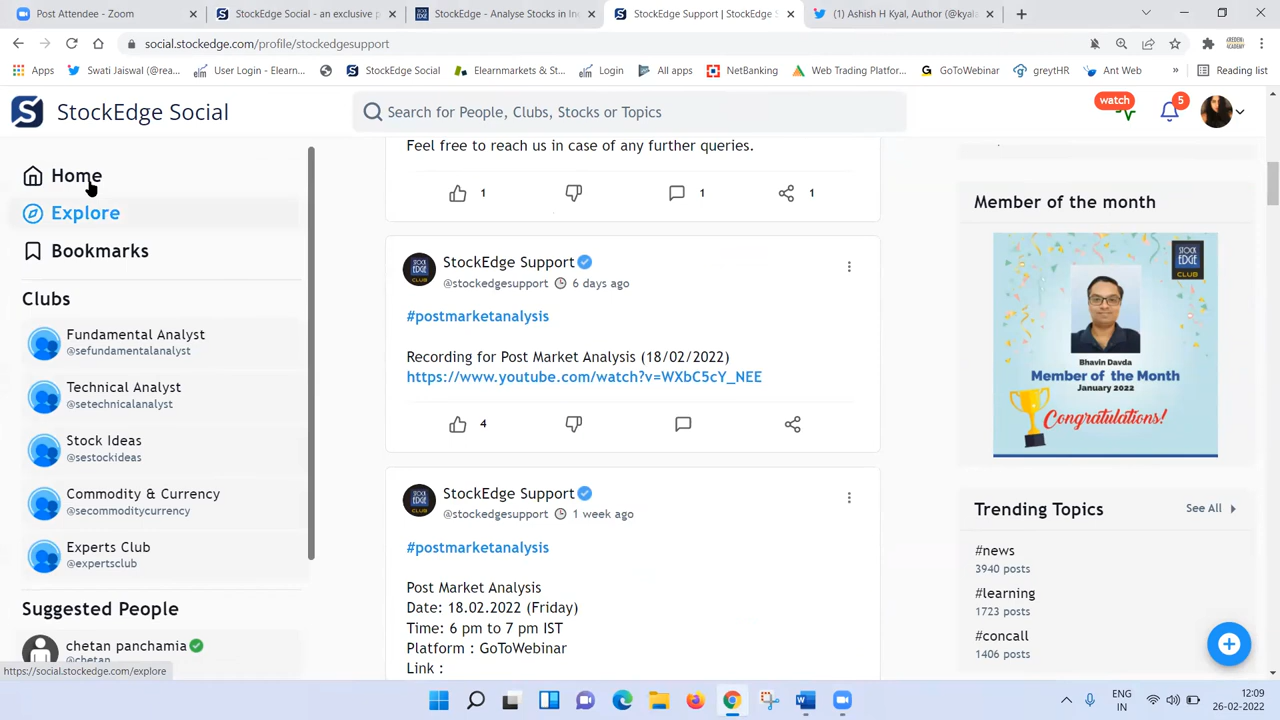 Post Attendee - Zoom
StockEdge Social - an exclusive p
StockEdge - Analyse Stocks in Ind
StockEdge Support | StockEdge S
(1) Ashish H Kyal, Author (@kyala
social.stockedge.com/profile/stockedgesupport
Apps
Swati Jaiswal (@rea...
User Login - Elearn...
StockEdge Social
Elearnmarkets & St...
Login
All apps
NetBanking
Web Trading Platfor...
GoToWebinar
greytHR
Ant Web
»
Reading list
StockEdge Social
Search for People, Clubs, Stocks or Topics
watch
5
Home
Explore
Bookmarks
Clubs
Fundamental Analyst
@sefundamentalanalyst
Technical Analyst
@setechnicalanalyst
Stock Ideas
@sestockideas
Commodity & Currency
@secommoditycurrency
Experts Club
@expertsclub
Suggested People
chetan panchamia
@chetan
https://social.stockedge.com/explore
Feel free to reach us in case of any further queries.
1
1
1
StockEdge Support
@stockedgesupport 6 days ago
#postmarketanalysis
Recording for Post Market Analysis (18/02/2022)
https://www.youtube.com/watch?v=WXbC5cY_NEE
4
StockEdge Support
@stockedgesupport 1 week ago
#postmarketanalysis
Post Market Analysis
Date: 18.02.2022 (Friday)
Time: 6 pm to 7 pm IST
Platform : GoToWebinar
Link :
Member of the month
STOCK
EDGE
CLUB
Bhavin Davda
Member of the Month
January 2022
Congratulations!
Trending Topics
See All
#news
3940 posts
#learning
1723 posts
#concall
1406 posts
ENG
IN
12:09
26-02-2022